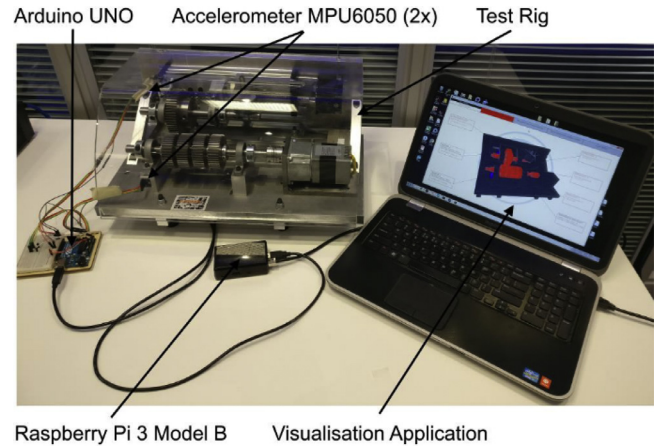 Arduino UNO
Accelerometer MPU6050 (2x)
Test Rig
Raspberry Pi 3 Model B
Visualisation Application